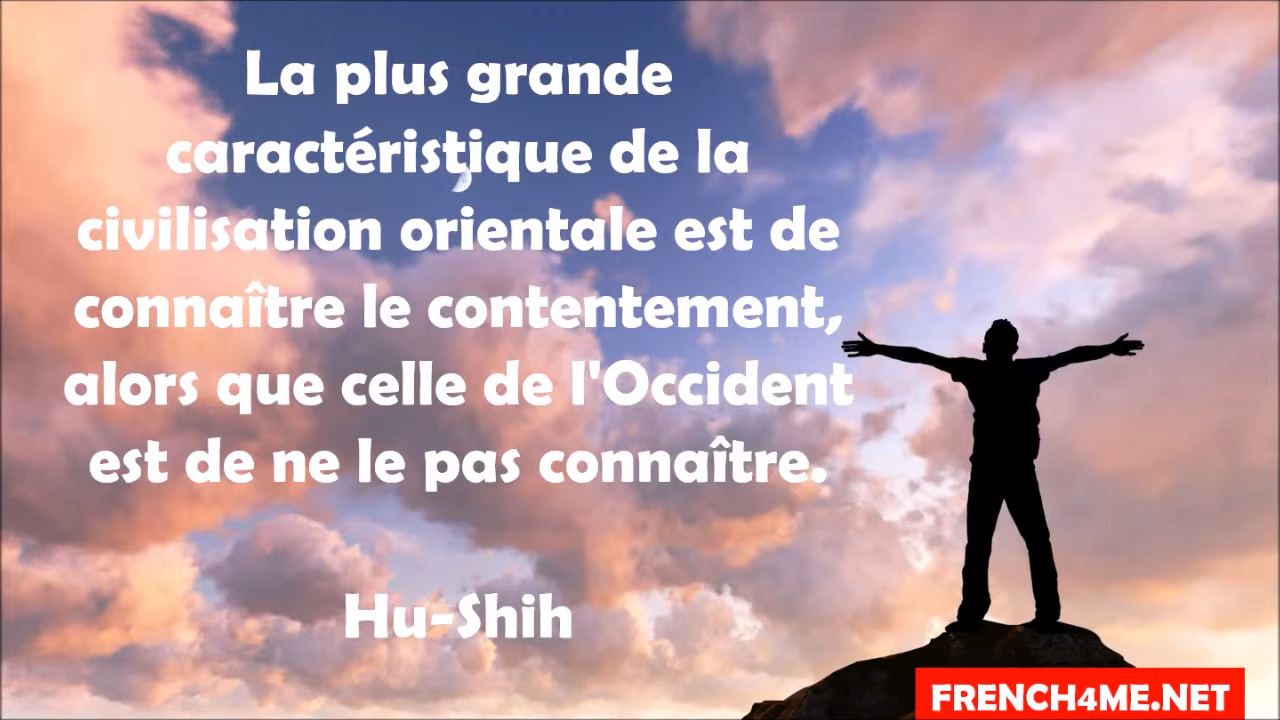 La plus grande
caractéristique de la
civilisation orientale est de
connaître le contentement,
alors que celle de l'Occident
est de ne le pas connaître.
Hu-Shih
FRENCH4ME.NET